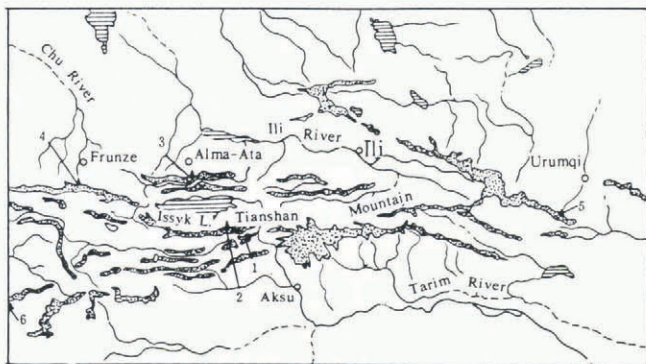 Chu River
4
Frunze
3
Alma-Ata
Ili River
Ili
Urumqi
Issyk L.
Tianshan Mountain
5
1
2
Aksu
Tarim River
6